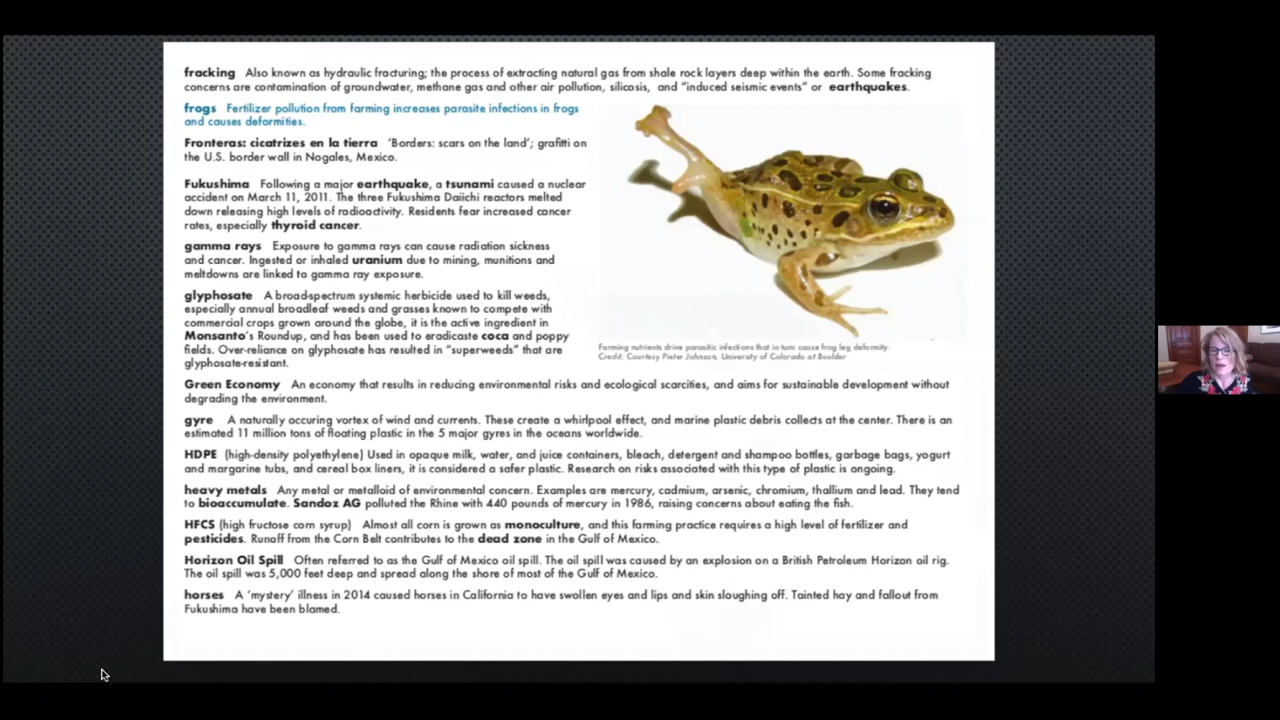 fracking Also known as hydraulic fracturing; the process of extracting natural gas from shale rock layers deep within the earth. Some fracking
concerns are contamination of groundwater, methane gas and other air pollution, silicosis, and "induced seismic events" or earthquakes.
frogs Fertilizer pollution from farming increases parasite infections in frogs
and causes deformities.
Fronteras: cicatrizes en la tierra 'Borders: scars on the land'; grafitti on
the U.S. border wall in Nogales, Mexico.
Fukushima Following a major earthquake, a tsunami caused a nuclear
accident on March 11, 2011. The three Fukushima Daiichi reactors melted
down releasing high levels of radioactivity. Residents fear increased cancer
rates, especially thyroid cancer.
gamma rays Exposure to gamma rays can cause radiation sickness
and cancer. Ingested or inhaled uranium due to mining, munitions and
meltdowns are linked to gamma ray exposure.
glyphosate A broad-spectrum systemic herbicide used to kill weeds,
especially annual broadleaf weeds and grasses known to compete with
commercial crops grown around the globe, it is the active ingredient in
Monsanto's Roundup, and has been used to eradicate coca and poppy
fields. Over-reliance on glyphosate has resulted in "superweeds" that are
glyphosate-resistant.
Farming nutrients drive parasitic infections that in turn cause frog leg deformity.
Credit: Courtesy Pieter Johnson, University of Colorado at Boulder
Green Economy An economy that results in reducing environmental risks and ecological scarcities, and aims for sustainable development without
degrading the environment.
gyre A naturally occuring vortex of wind and currents. These create a whirlpool effect, and marine plastic debris collects at the center. There is an
estimated 11 million tons of floating plastic in the 5 major gyres in the oceans worldwide.
HDPE (high-density polyethylene) Used in opaque milk, water, and juice containers, bleach, detergent and shampoo bottles, garbage bags, yogurt
and margarine tubs, and cereal box liners, it is considered a safer plastic. Research on risks associated with this type of plastic is ongoing.
heavy metals Any metal or metalloid of environmental concern. Examples are mercury, cadmium, arsenic, chromium, thallium and lead. They tend
to bioaccumulate. Sandoz AG polluted the Rhine with 440 pounds of mercury in 1986, raising concerns about eating the fish.
HFCS (high fructose corn syrup) Almost all corn is grown as monoculture, and this farming practice requires a high level of fertilizer and
pesticides. Runoff from the Corn Belt contributes to the dead zone in the Gulf of Mexico.
Horizon Oil Spill Often referred to as the Gulf of Mexico oil spill. The oil spill was caused by an explosion on a British Petroleum Horizon oil rig.
The oil spill was 5,000 feet deep and spread along the shore of most of the Gulf of Mexico.
horses A 'mystery' illness in 2014 caused horses in California to have swollen eyes and lips and skin sloughing off. Tainted hay and fallout from
Fukushima have been blamed.